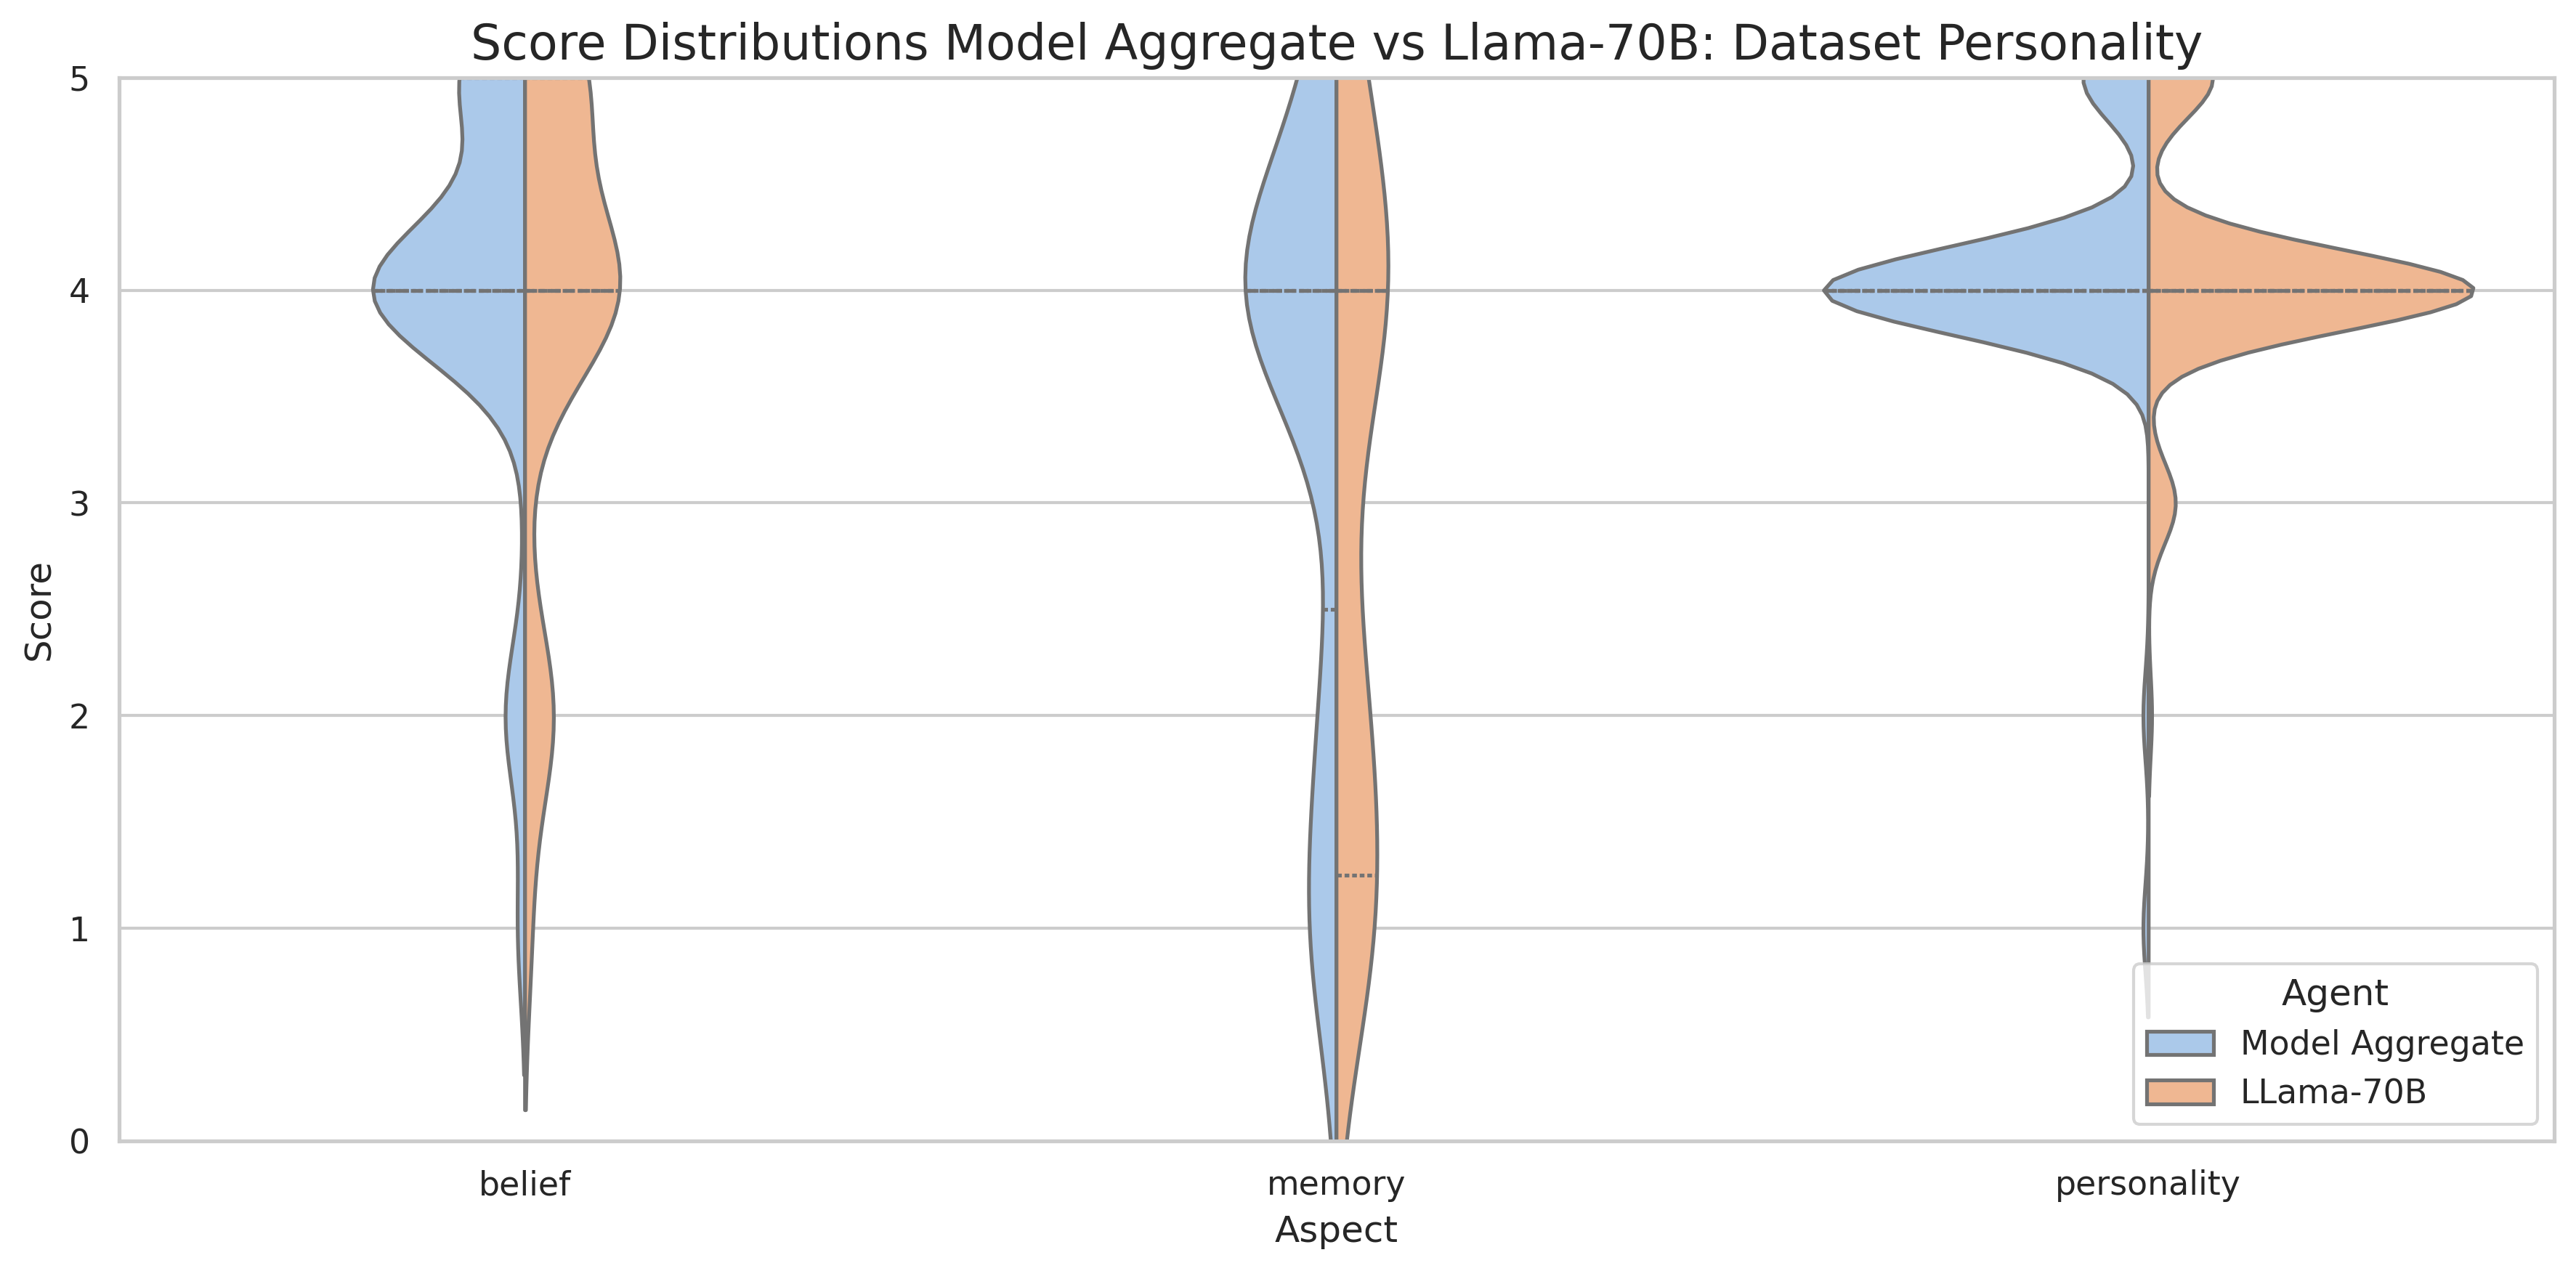 Score Distributions Model Aggregate vs Llama-70B: Dataset Personality
5
4
3
2
1
0
Score
belief
memory
personality
Aspect
Agent
Model Aggregate
LLama-70B